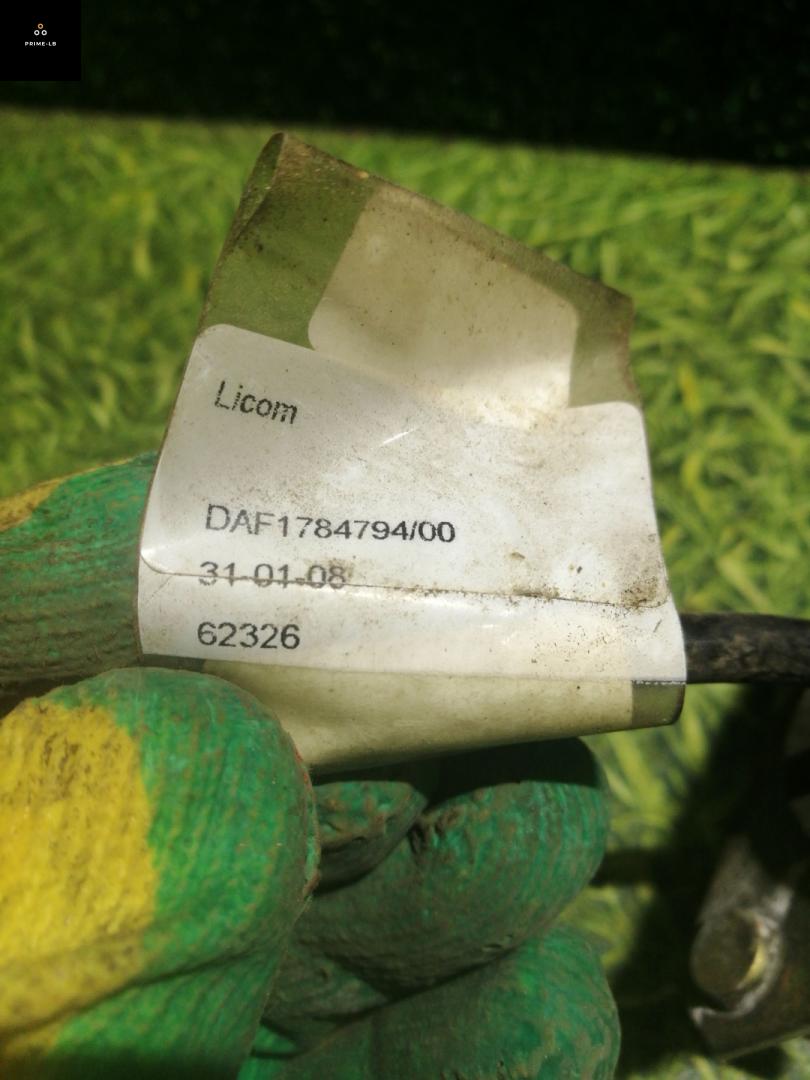 PRIME-LB
Licom
DAF1784794/00
31-01-08
62326